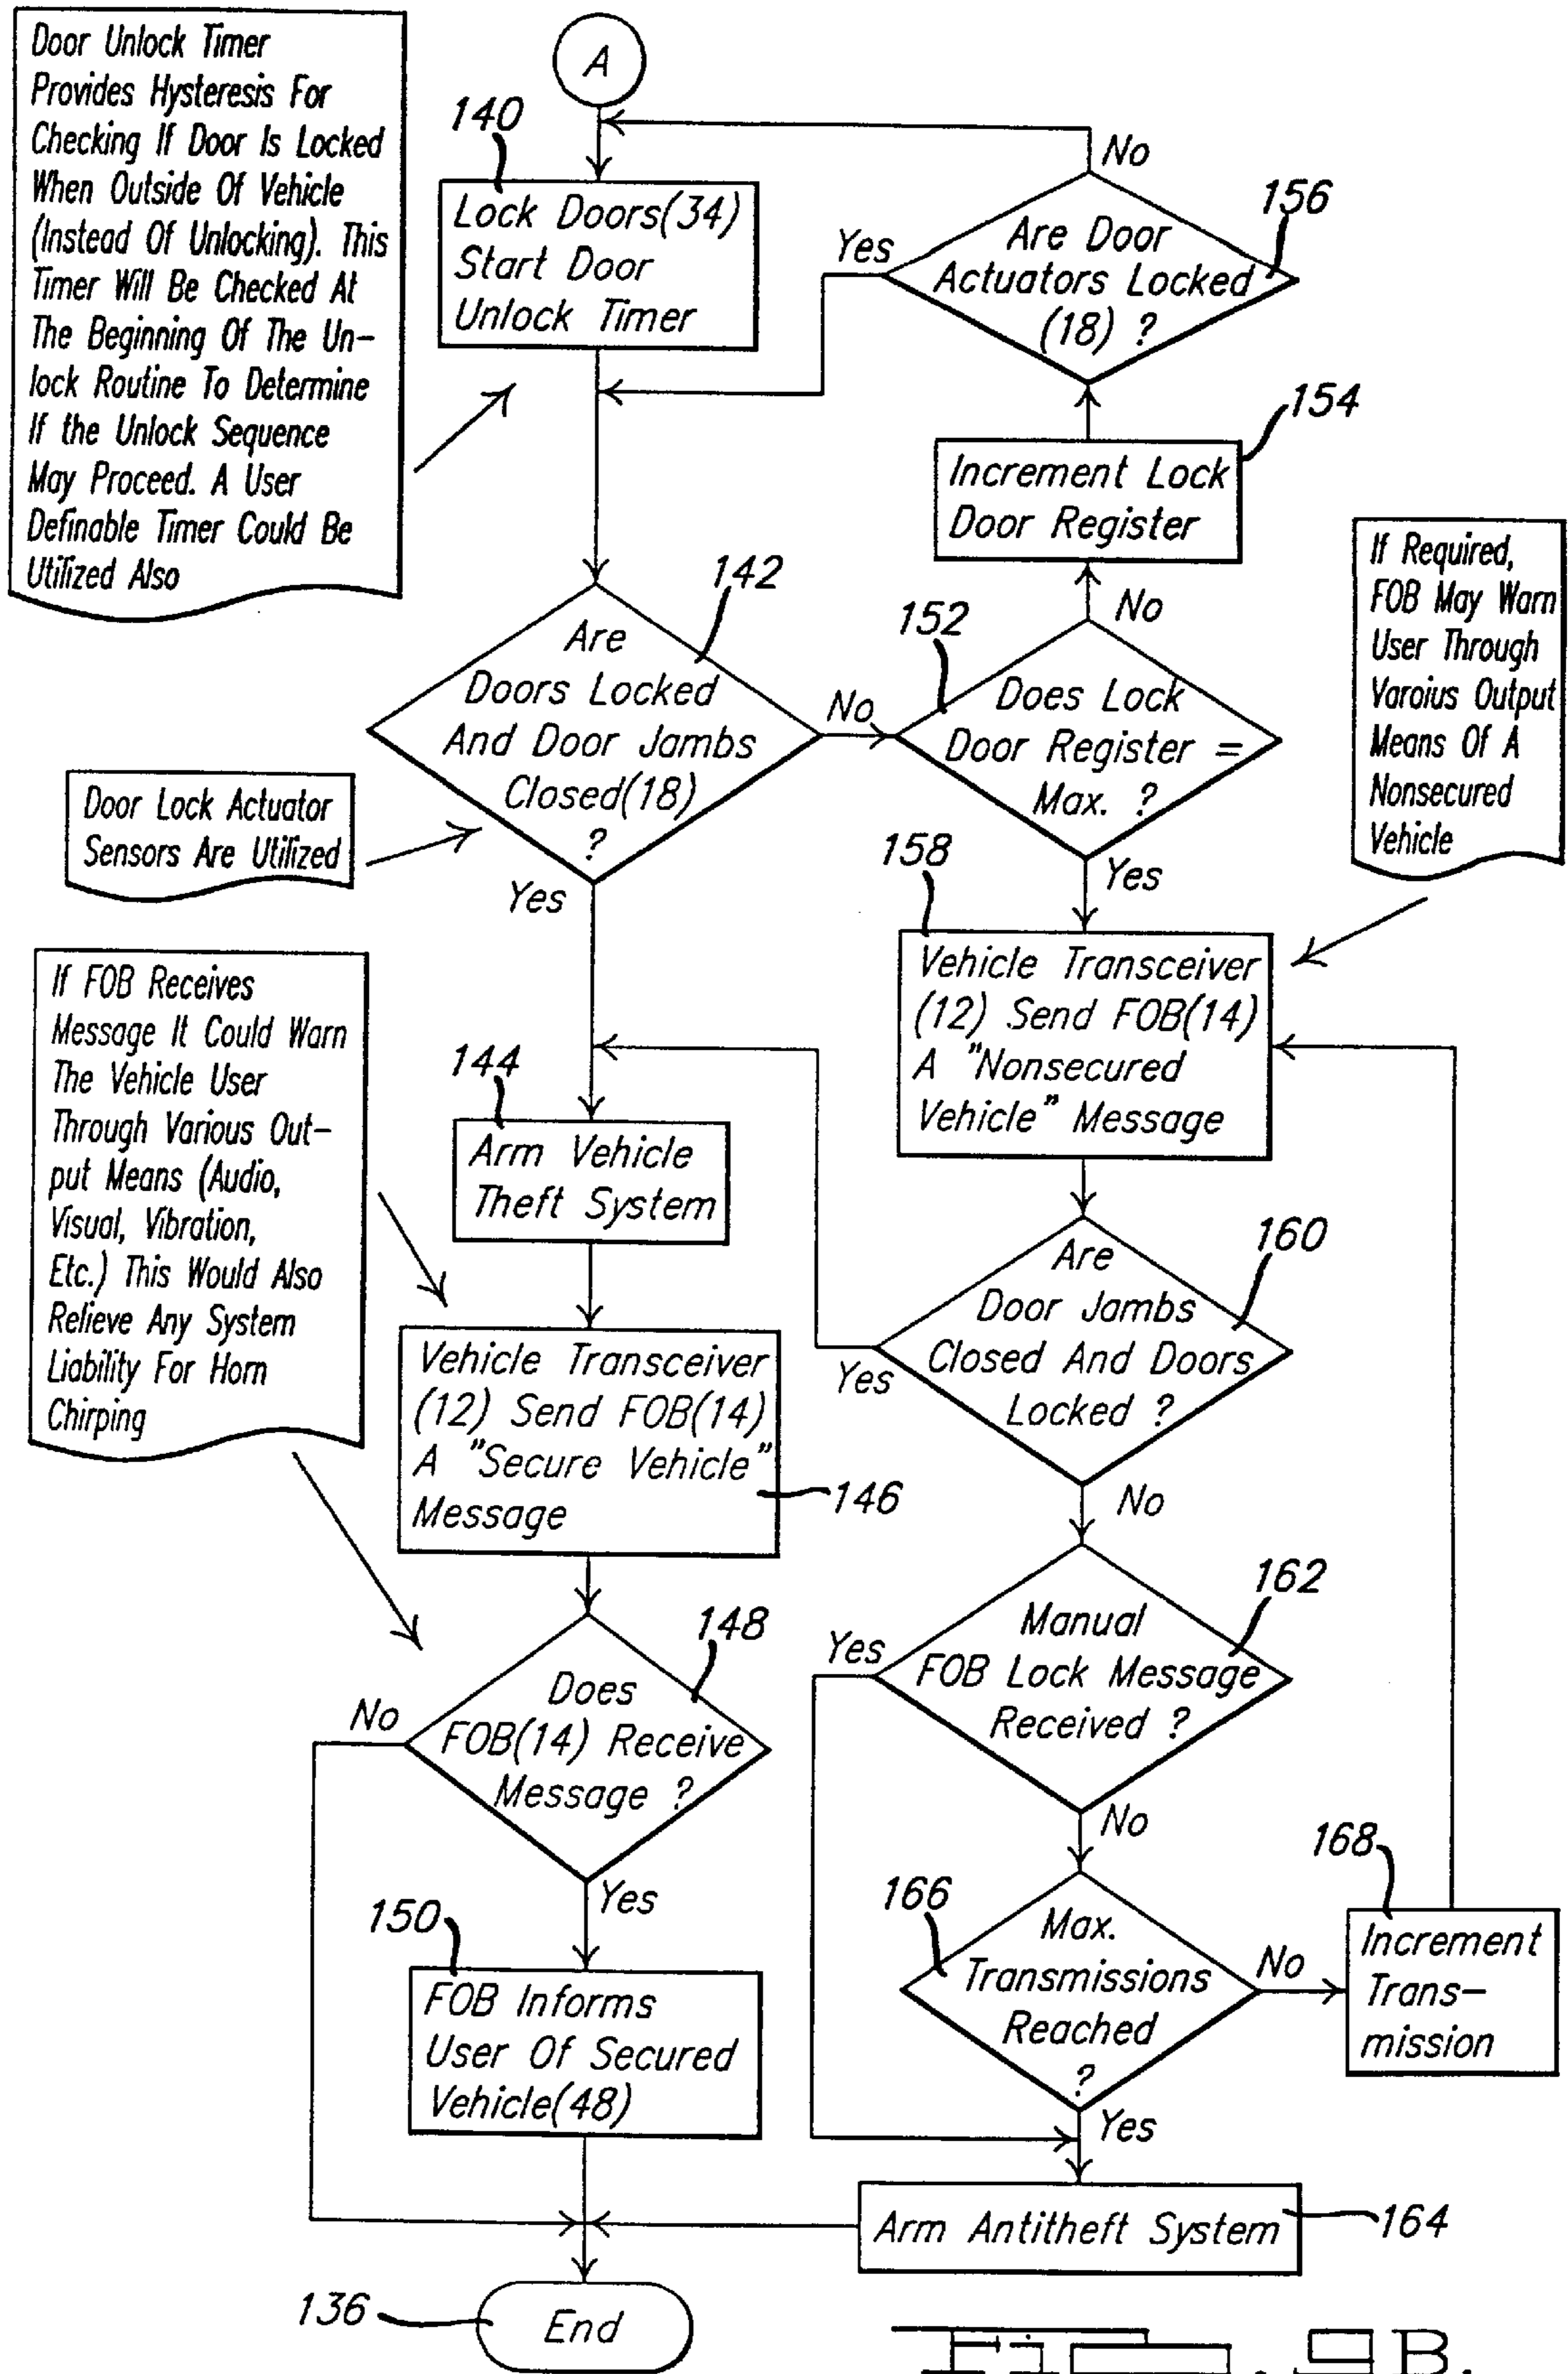 Door Unlock Timer
Provides Hysteresis For
Checking If Door Is Locked
When Outside Of Vehicle
(Instead Of Unlocking). This
Timer Will Be Checked At
The Beginning Of The Un-
lock Routine To Determine
If the Unlock Sequence
May Proceed. A User
Definable Timer Could Be
Utilized Also
A
140
Lock Doors(34)
Start Door
Unlock Timer
No
156
Are Door
Actuators Locked
(18) ?
Yes
154
Increment Lock
Door Register
No
If Required,
FOB May Warn
User Through
Varoius Output
Means Of A
Nonsecured
Vehicle
142
Are
Doors Locked
And Door Jambs
Closed(18)
?
No
Yes
152
Does Lock
Door Register =
Max. ?
Yes
Door Lock Actuator
Sensors Are Utilized
158
Vehicle Transceiver
(12) Send FOB(14)
A "Nonsecured
Vehicle" Message
If FOB Receives
Message It Could Warn
The Vehicle User
Through Various Out-
put Means (Audio,
Visual, Vibration,
Etc.) This Would Also
Relieve Any System
Liability For Horn
Chirping
144
Arm Vehicle
Theft System
160
Are
Door Jambs
Closed And Doors
Locked ?
Yes
No
Vehicle Transceiver
(12) Send FOB(14)
A "Secure Vehicle"
Message
146
162
Manual
FOB Lock Message
Received ?
Yes
No
148
Does
FOB(14) Receive
Message ?
No
Yes
166
Max.
Transmissions
Reached
?
No
Yes
168
Increment
Trans-
mission
150
FOB Informs
User Of Secured
Vehicle(48)
Arm Antitheft System
164
136
End
Fig. 9B.